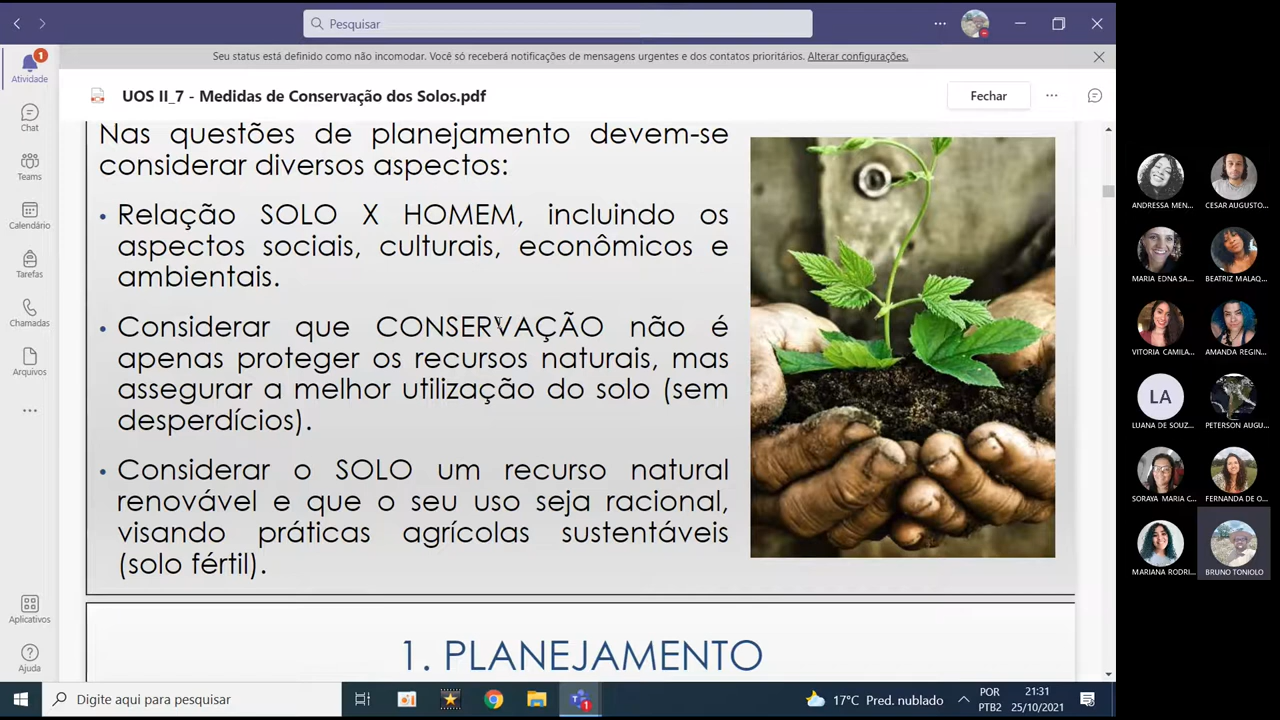 Pesquisar
Seu status está definido como não incomodar. Você só receberá notificações de mensagens urgentes e dos contatos prioritários. Alterar configurações.
1
Atividade
Chat
Teams
Calendário
Tarefas
Chamadas
Arquivos
Aplicativos
Ajuda
UOS II_7 - Medidas de Conservação dos Solos.pdf
Fechar
Nas questões de planejamento devem-se
considerar diversos aspectos:
• Relação SOLO X HOMEM, incluindo os
aspectos sociais, culturais, econômicos e
ambientais.
• Considerar que CONSERVAÇÃO não é
apenas proteger os recursos naturais, mas
assegurar a melhor utilização do solo (sem
desperdícios).
• Considerar o SOLO um recurso natural
renovável e que o seu uso seja racional,
visando práticas agrícolas sustentáveis
(solo fértil).
1. PLANEJAMENTO
ANDRESSA MEN...
CESAR AUGUSTO...
MARIA EDNA SA...
BEATRIZ MALAQ...
VITORIA CAMILA...
AMANDA REGIN...
LA
LUANA DE SOUZ...
PETERSON AUGU...
SORAYA MARIA C...
FERNANDA DE O...
MARIANA RODRI...
BRUNO TONIOLO
Digite aqui para pesquisar
1
17°C Pred. nublado
POR
PTB2
21:31
25/10/2021